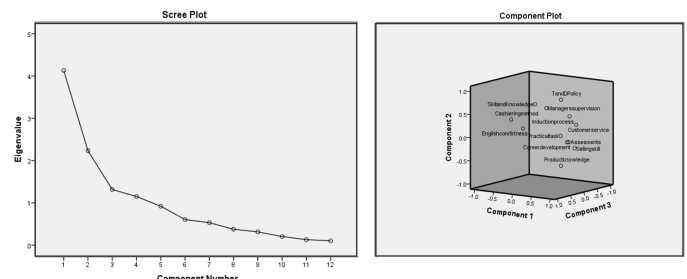 Scree Plot
Eigenvalue
5
4
3
2
1
0
1 2 3 4 5 6 7 8 9 10 11 12
Component Number
Component Plot
Component 2
1.0
0.5
0.0
-0.5
-1.0
TandDPolicy
SkillandKnowledge
Managerssupervision
Cashieringmethod
Inductionprocess
Customerservice
Practicaltask
Careerdevelopment
Assesments
Sellingskill
Productknowledge
-1.0 -0.5 0.0 0.5 1.0
Component 1
1.0 0.5 0.0 -0.5 -1.0
Component 3